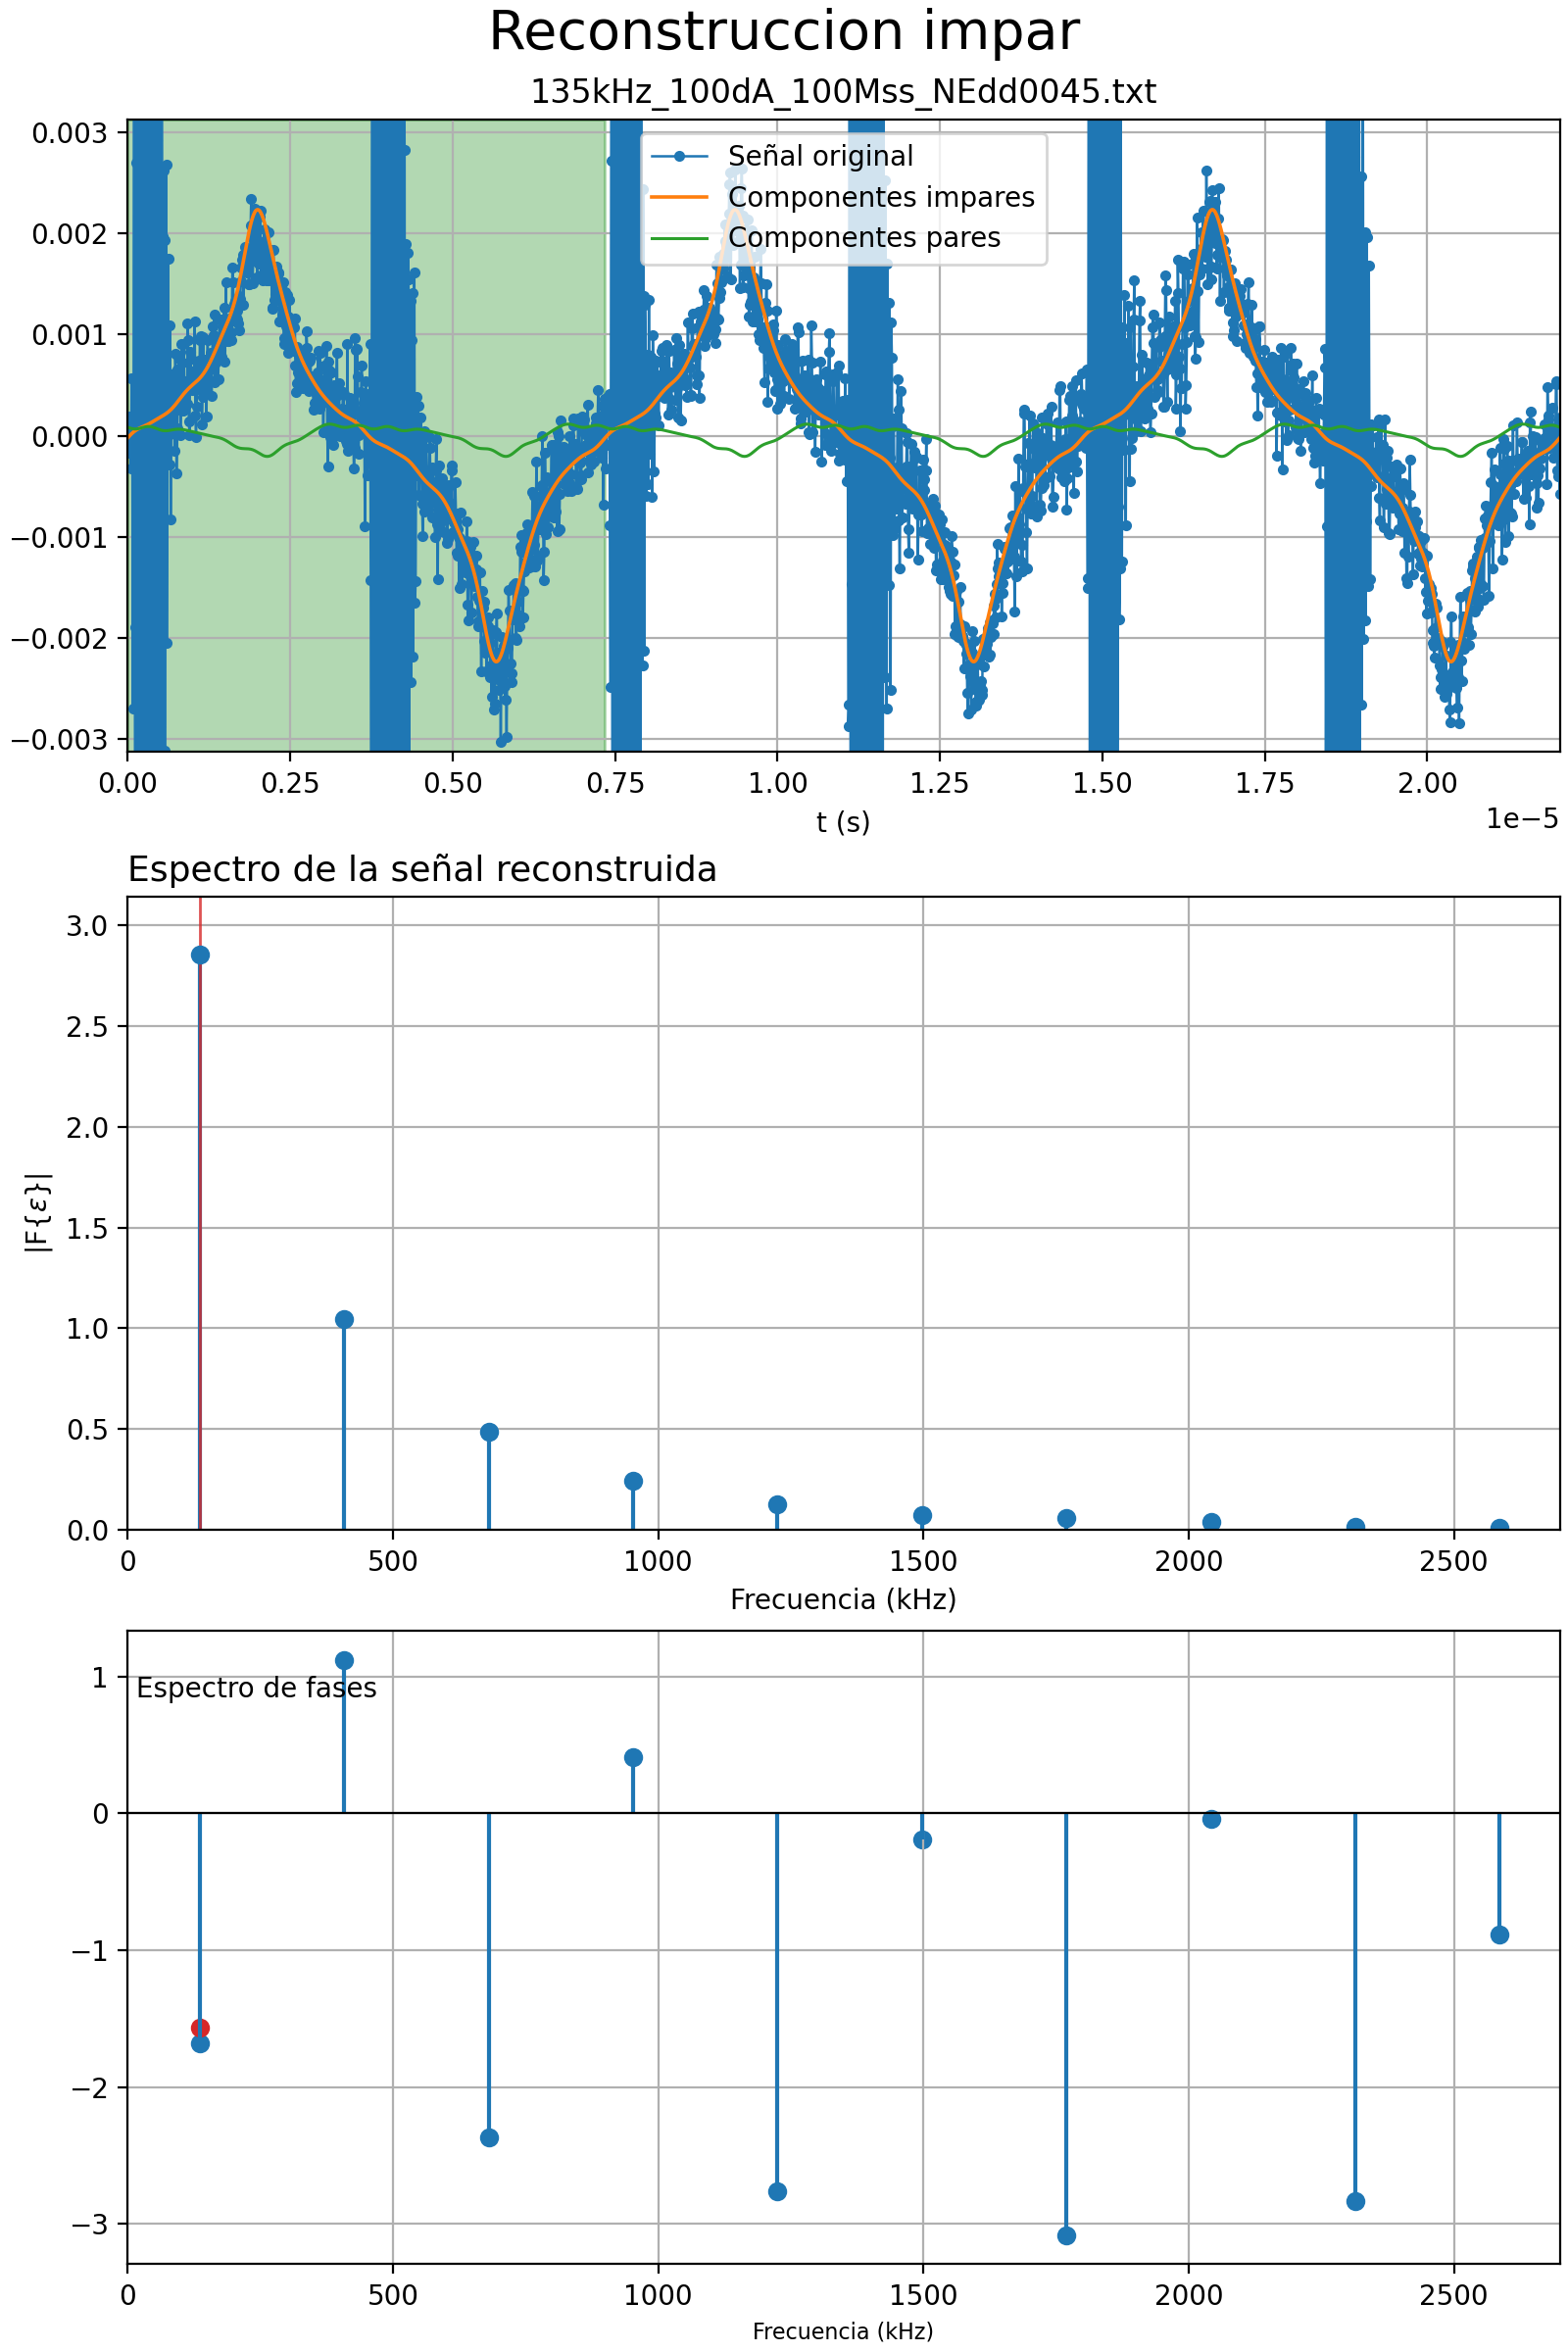 Reconstruccion impar
135kHz_100dA_100Mss_NEdd0045.txt
0.003
0.002
0.001
0.000
−0.001
−0.002
−0.003
Señal original
Componentes impares
Componentes pares
0.00 0.25 0.50 0.75 1.00 1.25 1.50 1.75 2.00
1e−5
t (s)
Espectro de la señal reconstruida
3.0
2.5
2.0
1.5
1.0
0.5
0.0
|F{ε}|
0 500 1000 1500 2000 2500
Frecuencia (kHz)
Espectro de fases
1
0
−1
−2
−3
0 500 1000 1500 2000 2500
Frecuencia (kHz)